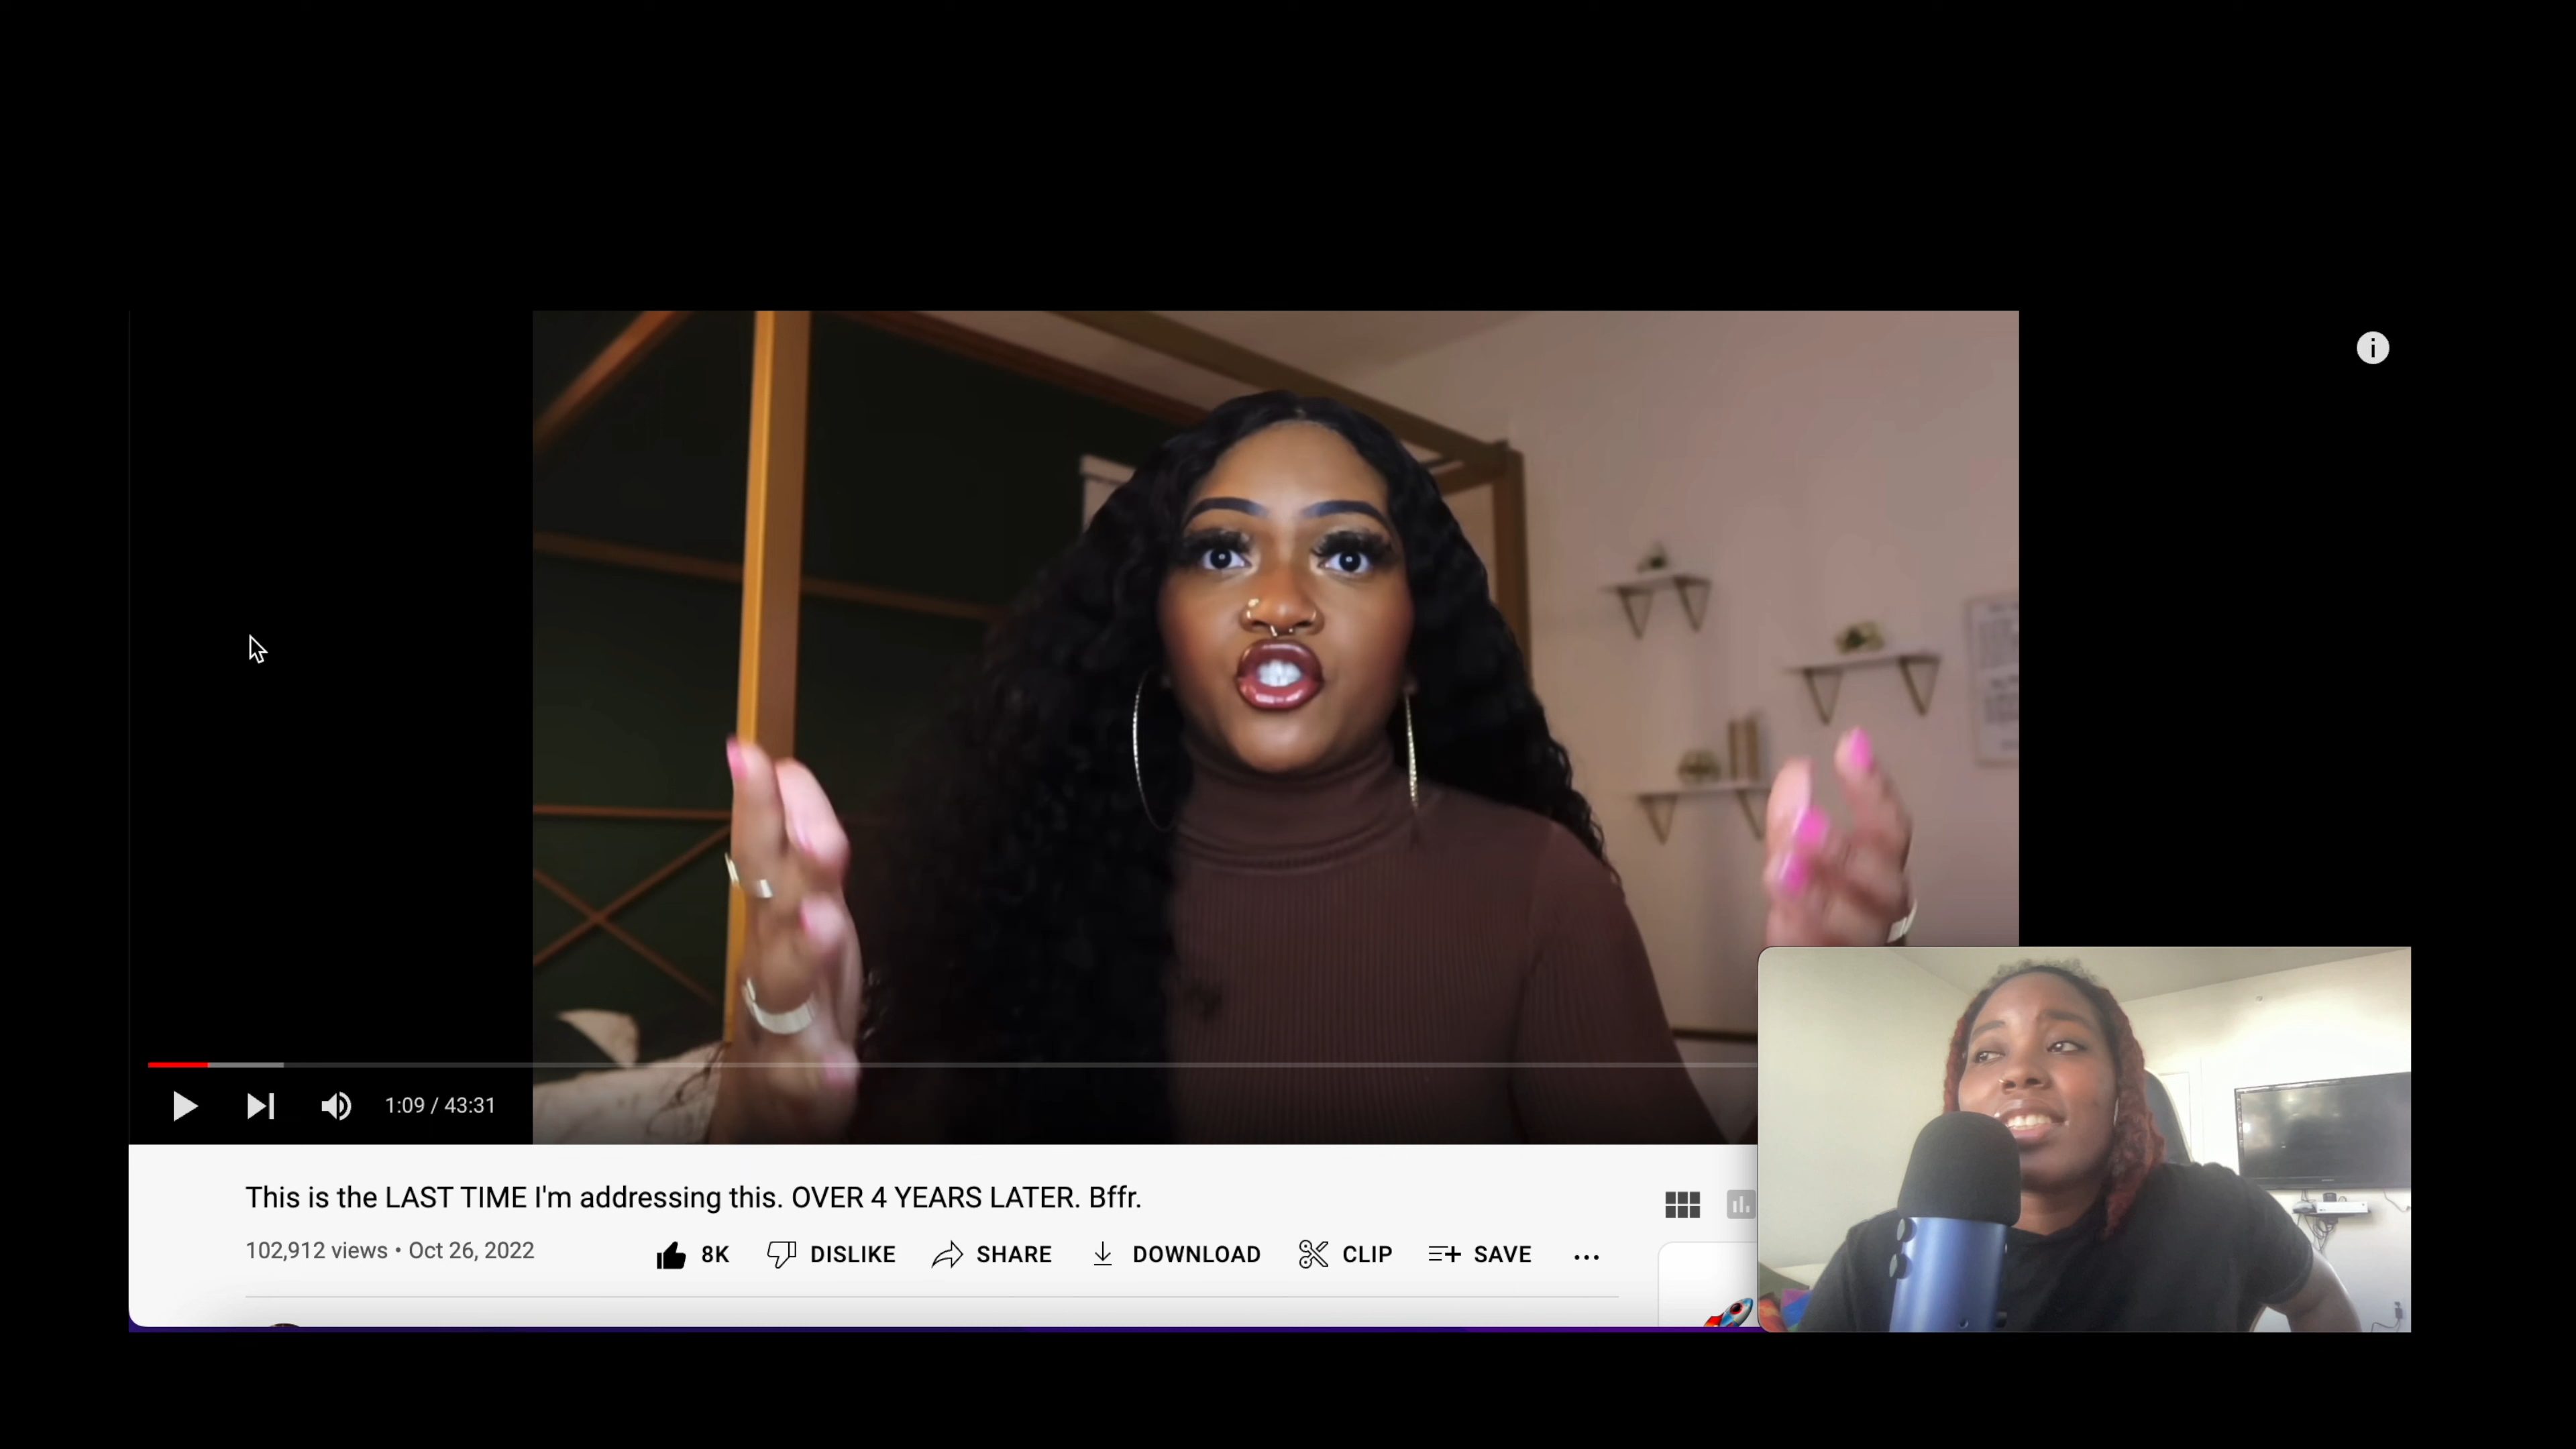 1:09 / 43:31
This is the LAST TIME I'm addressing this. OVER 4 YEARS LATER. Bffr.
102,912 views • Oct 26, 2022 8K DISLIKE SHARE DOWNLOAD CLIP SAVE